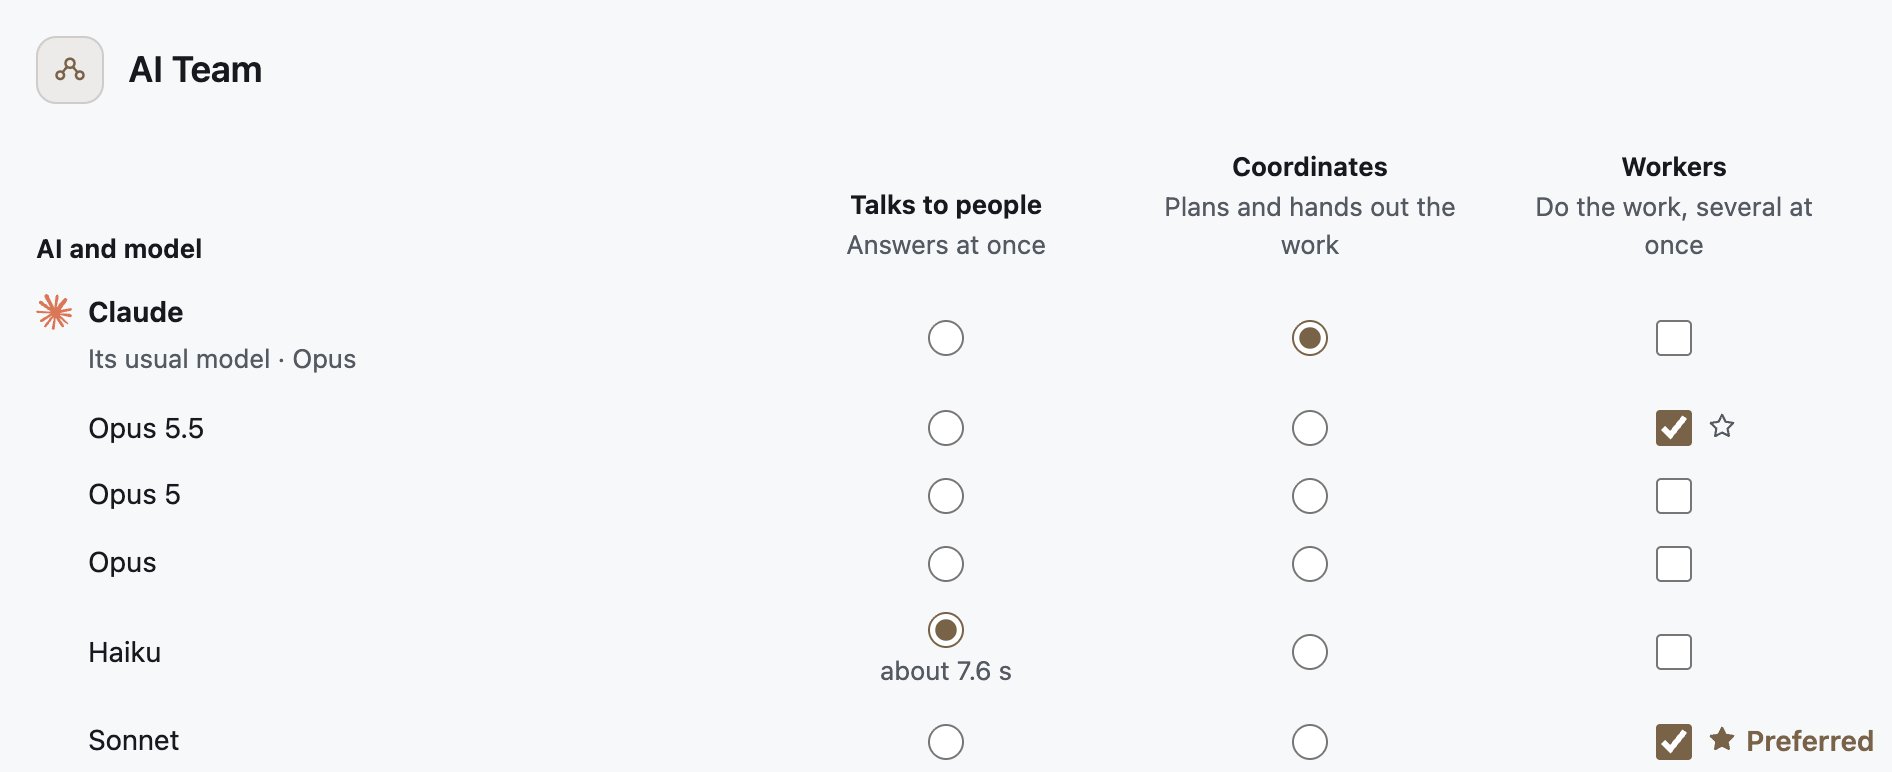 AI Team
Coordinates
Workers
Talks to people
Plans and hands out the
Do the work, several at
AI and model
Answers at once
work
once
Claude
Its usual model · Opus
Opus 5.5
Opus 5
Opus
Haiku
about 7.6 s
Sonnet
Preferred